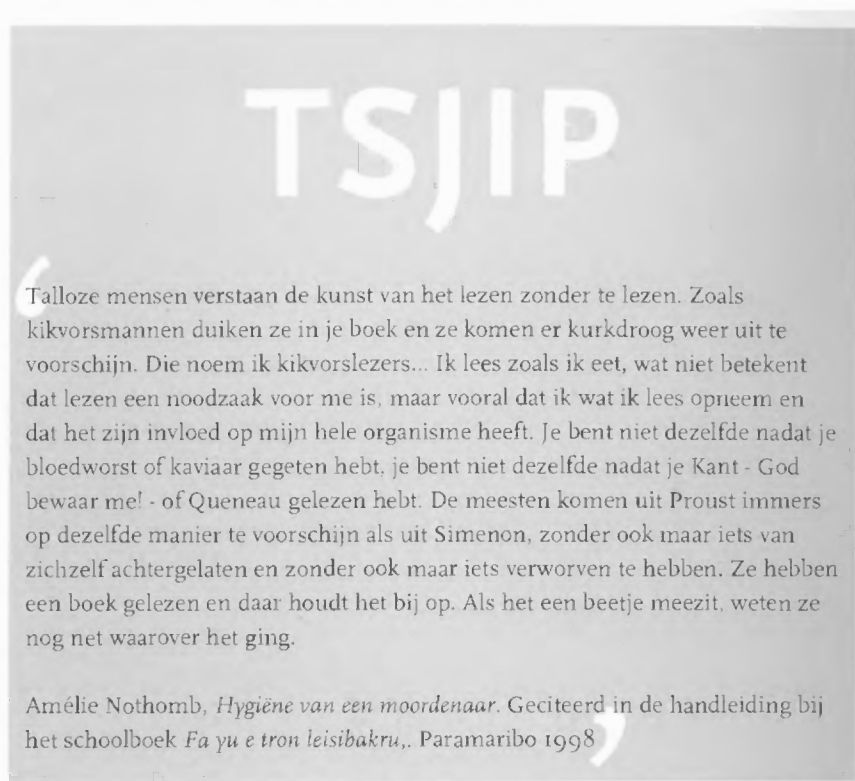 TSJIP
‘
Talloze mensen verstaan de kunst van het lezen zonder te lezen. Zoals
kikvorsmannen duiken ze in je boek en ze komen er kurkdroog weer uit te
voorschijn. Die noem ik kikvorslezers... Ik lees zoals ik eet, wat niet betekent
dat lezen een noodzaak voor me is, maar vooral dat ik wat ik lees opneem en
dat het zijn invloed op mijn hele organisme heeft. Je bent niet dezelfde nadat je
bloedworst of kaviaar gegeten hebt, je bent niet dezelfde nadat je Kant - God
bewaar me! - of Queneau gelezen hebt. De meesten komen uit Proust immers
op dezelfde manier te voorschijn als uit Simenon, zonder ook maar iets van
zichzelf achtergelaten en zonder ook maar iets verworven te hebben. Ze hebben
een boek gelezen en daar houdt het bij op. Als het een beetje meezit, weten ze
nog net waarover het ging.
Amélie Nothomb, Hygiëne van een moordenaar. Geciteerd in de handleiding bij
het schoolboek Fa yu e tron leisibakru,. Paramaribo 1998
’